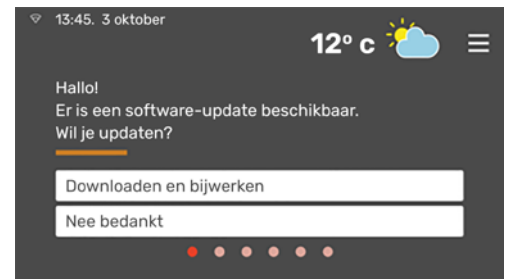 13:45. 3 oktober
12º c
Hallo!
Er is een software-update beschikbaar.
Wil je updaten?
Downloaden en bijwerken
Nee bedankt